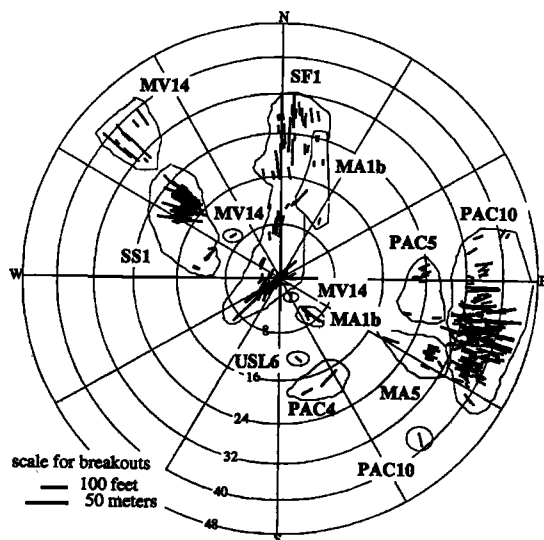 N
MV14
SF1
MA1b
MV14
PAC10
PAC5
SS1
W
E
MV14
MA1b
8
USL6
16
PAC4
MA5
24
32
PAC10
scale for breakouts
100 feet
50 meters
40
48
S